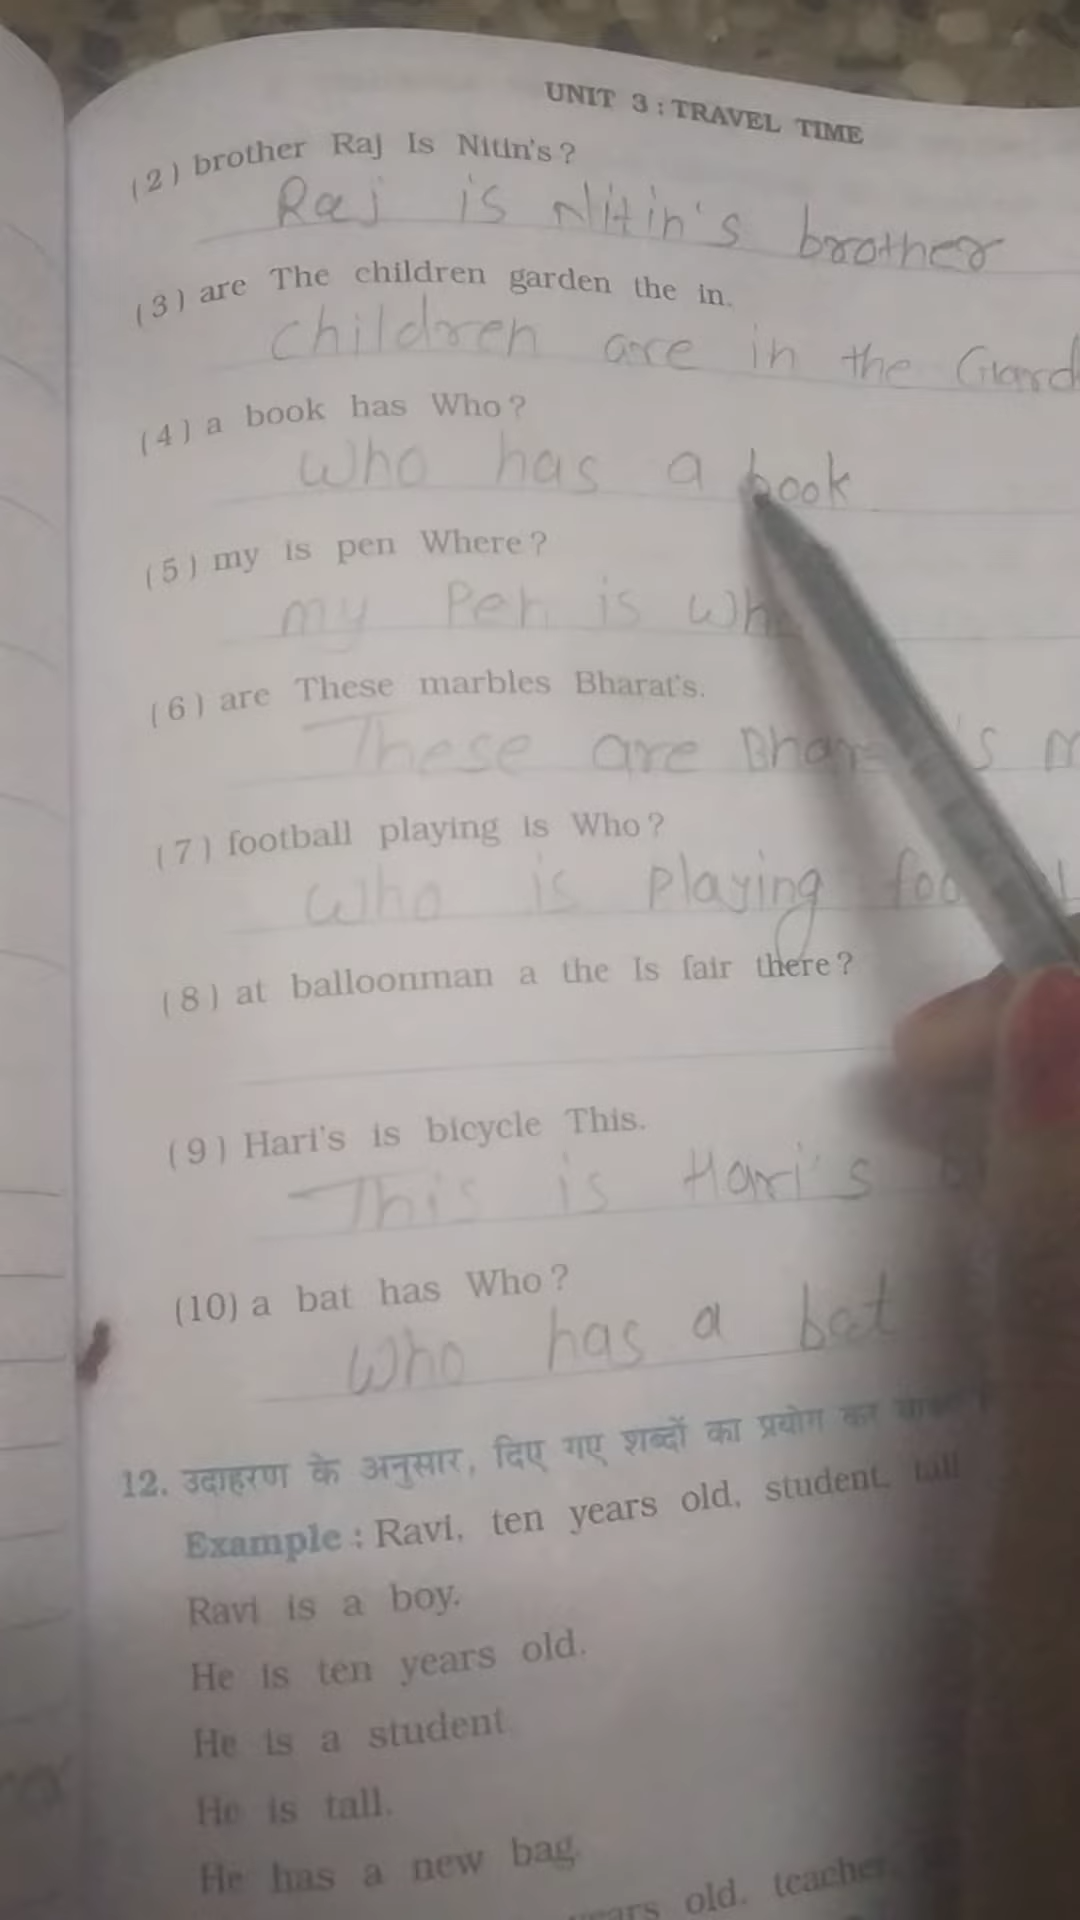 UNIT 3 : TRAVEL TIME
(2) brother Raj Is Nitin's?
Raj is Nitin's brother
(3) are The children garden the in.
children are in the
(4) a book has Who?
Who has a book
(5) my is pen Where?
my Pen is
(6) are These marbles Bharat's.
These are
(7) football playing is Who?
Who is playing
(8) at balloonman a the Is fair there?
(9) Hari's is bicycle This.
This is Hari's
(10) a bat has Who?
Who has a bat
12. उदाहरण के अनुसार, दिए गए शब्दों का प्रयोग कर
Example : Ravi, ten years old, student, tall
Ravi is a boy.
He is ten years old.
He is a student
He is tall.
He has a new bag.
years old. teacher